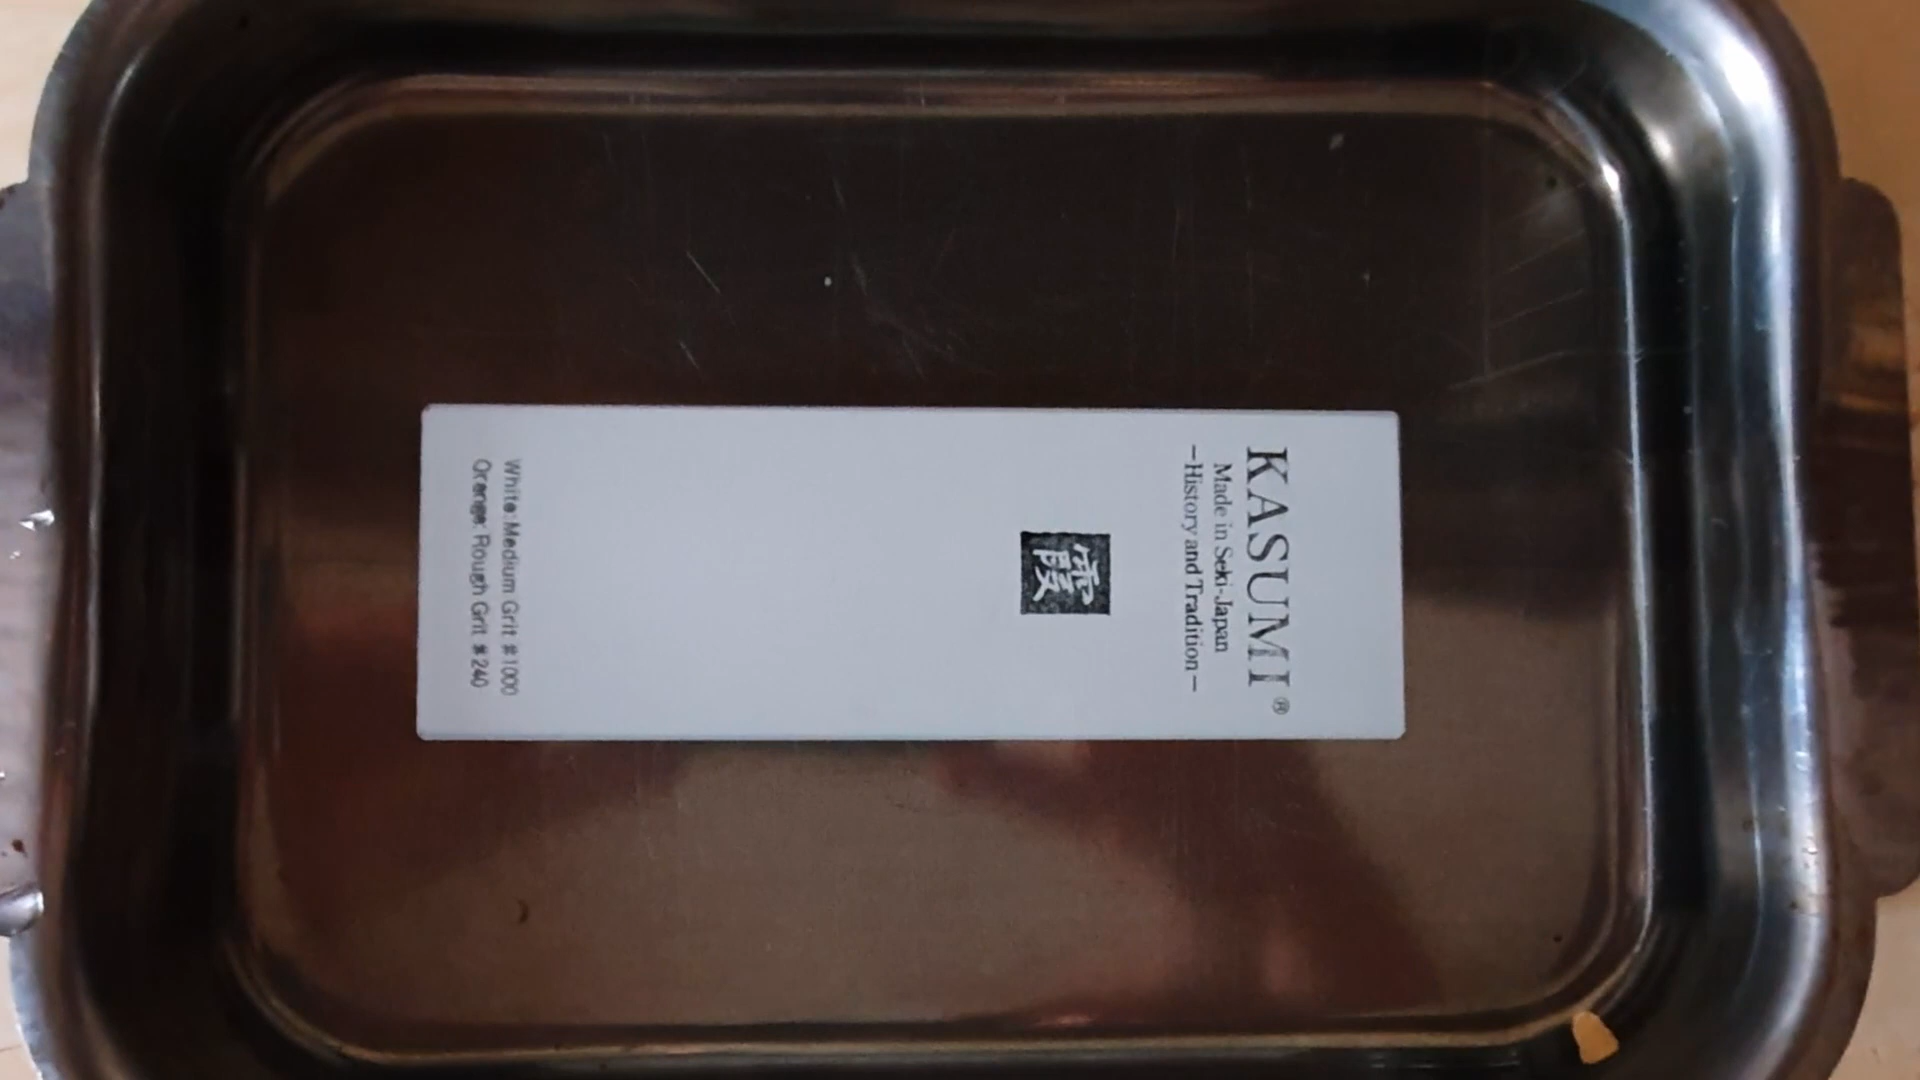 KASUMI®
Made in Seki-Japan
—History and Tradition—
霞
White: Medium Grit #1000
Orange: Rough Grit #240